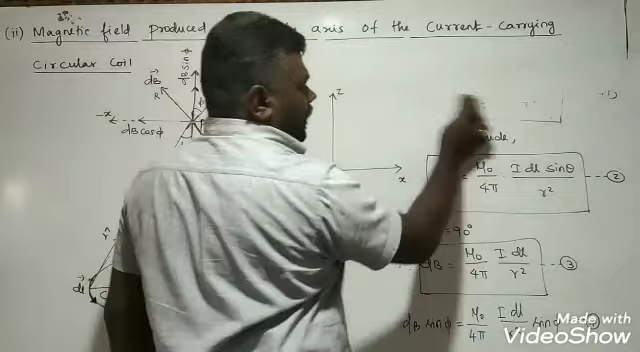 (ii) Magnetic field produced axis of the current-carrying
circular coil
dB
dB sinφ
R
-x
dB cosφ
z
x
r²
-(1)
r̂
dl
C
μ₀/4π I dl sinθ/r² -②
= 90°
dB = μ₀/4π I dl/r² -③
dB sinφ = μ₀/4π I dl sinφ
Made with
VideoShow